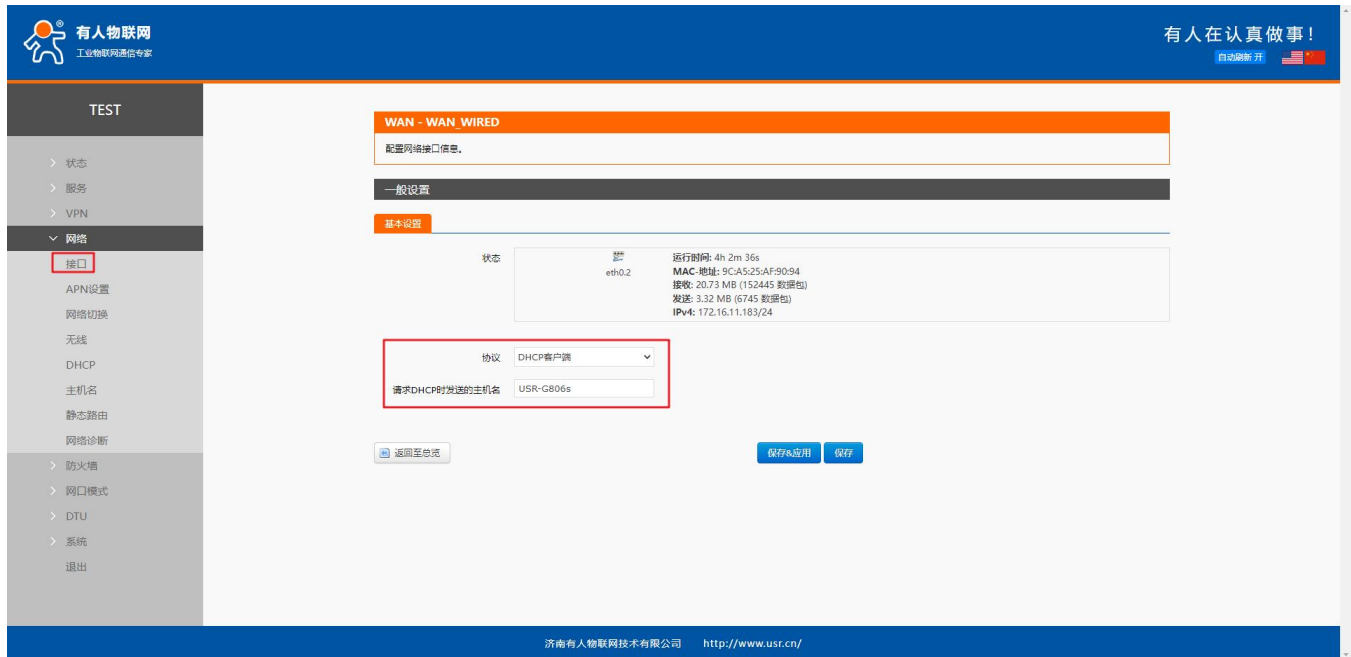 有人物联网
工业物联网通信专家
有人在认真做事!
自动刷新 开
TEST
状态
服务
VPN
网络
接口
APN设置
网络切换
无线
DHCP
主机名
静态路由
网络诊断
防火墙
网口模式
DTU
系统
退出
WAN - WAN_WIRED
配置网络接口信息。
一般设置
基本设置
状态
eth0.2
运行时间: 4h 2m 36s
MAC-地址: 9C:A5:25:AF:90:94
接收: 20.73 MB (152445 数据包)
发送: 3.32 MB (6745 数据包)
IPv4: 172.16.11.183/24
协议 DHCP客户端
请求DHCP时发送的主机名 USR-G806s
返回至总览 保存&应用 保存
济南有人物联网技术有限公司 http://www.usr.cn/